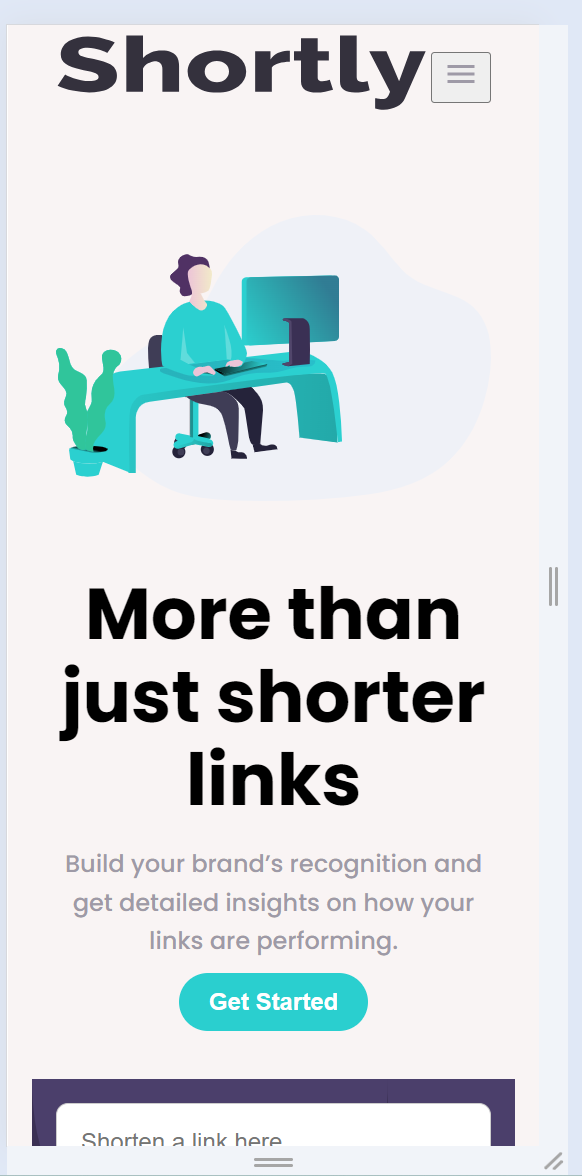 Shortly
More than
just shorter
links
Build your brand’s recognition and
get detailed insights on how your
links are performing.
Get Started
Shorten a link here